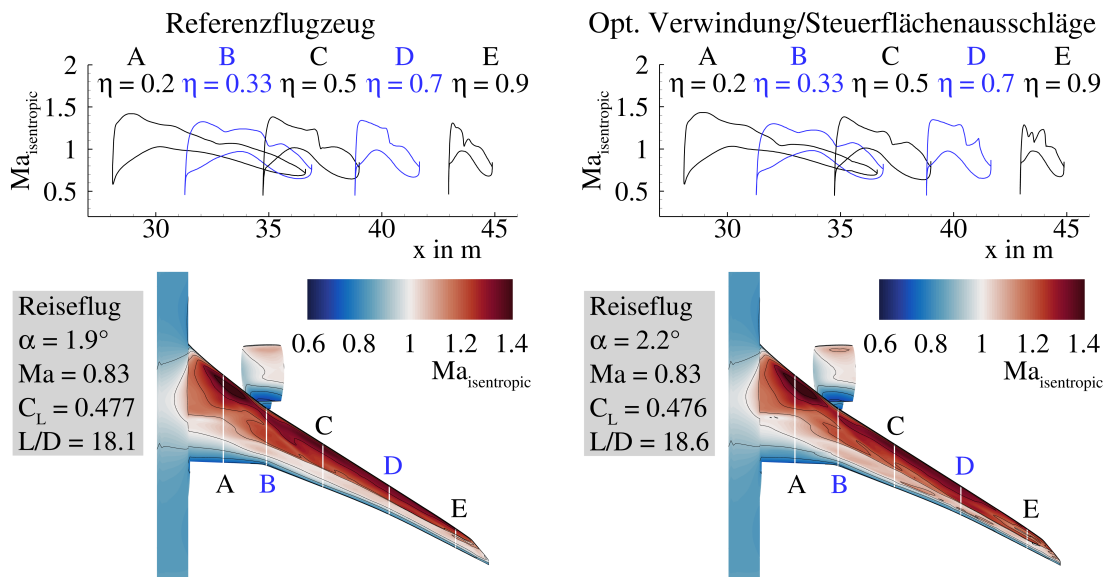 Referenzflugzeug
A B C D E
η = 0.2 η = 0.33 η = 0.5 η = 0.7 η = 0.9
Ma_isentropic
2
1.5
1
0.5
30 35 40 45
x in m
Reiseflug
α = 1.9°
Ma = 0.83
C_L = 0.477
L/D = 18.1
0.6 0.8 1 1.2 1.4
Ma_isentropic
A
B
C
D
E
Opt. Verwindung/Steuerflächenausschläge
A B C D E
η = 0.2 η = 0.33 η = 0.5 η = 0.7 η = 0.9
Ma_isentropic
2
1.5
1
0.5
30 35 40 45
x in m
Reiseflug
α = 2.2°
Ma = 0.83
C_L = 0.476
L/D = 18.6
0.6 0.8 1 1.2 1.4
Ma_isentropic
A
B
C
D
E